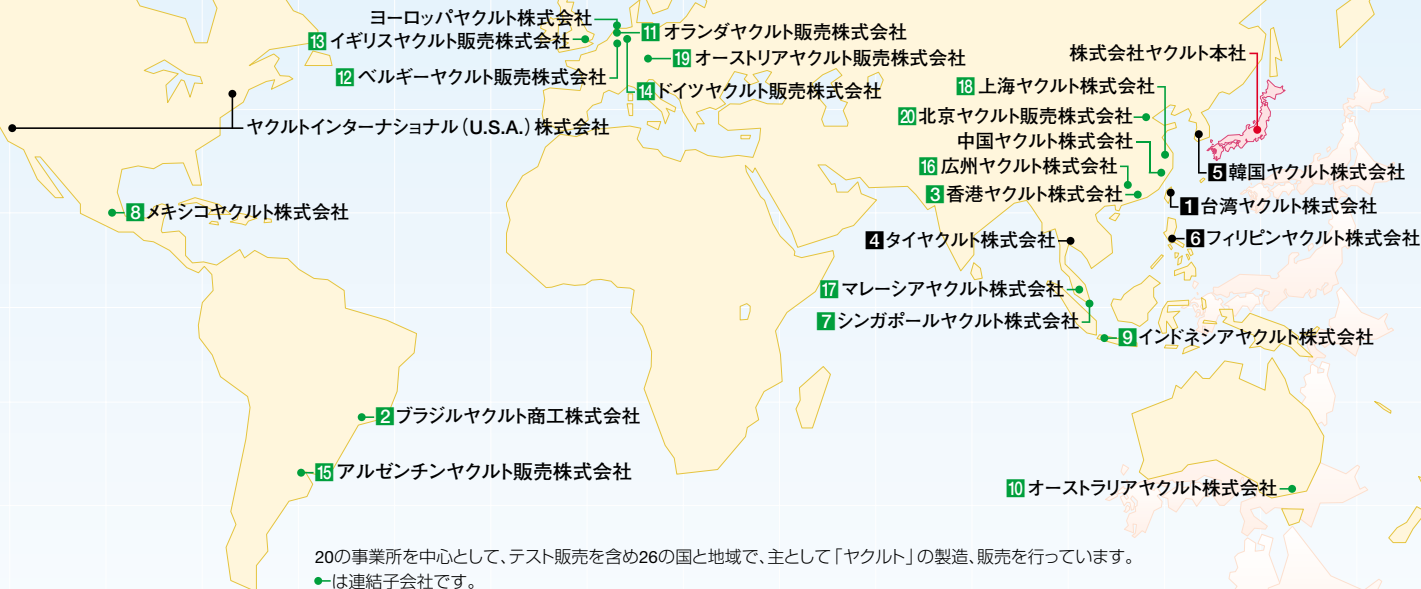 ヨーロッパヤクルト株式会社
11 オランダヤクルト販売株式会社
13 イギリスヤクルト販売株式会社
19 オーストリアヤクルト販売株式会社
12 ベルギーヤクルト販売株式会社
14 ドイツヤクルト販売株式会社
ヤクルトインターナショナル(U.S.A.)株式会社
8 メキシコヤクルト株式会社
2 ブラジルヤクルト商工株式会社
15 アルゼンチンヤクルト販売株式会社
株式会社ヤクルト本社
18 上海ヤクルト株式会社
20 北京ヤクルト販売株式会社
中国ヤクルト株式会社
16 広州ヤクルト株式会社
3 香港ヤクルト株式会社
5 韓国ヤクルト株式会社
1 台湾ヤクルト株式会社
4 タイヤクルト株式会社
6 フィリピンヤクルト株式会社
17 マレーシアヤクルト株式会社
7 シンガポールヤクルト株式会社
9 インドネシアヤクルト株式会社
10 オーストラリアヤクルト株式会社
20の事業所を中心として、テスト販売を含め26の国と地域で、主として「ヤクルト」の製造、販売を行っています。
は連結子会社です。